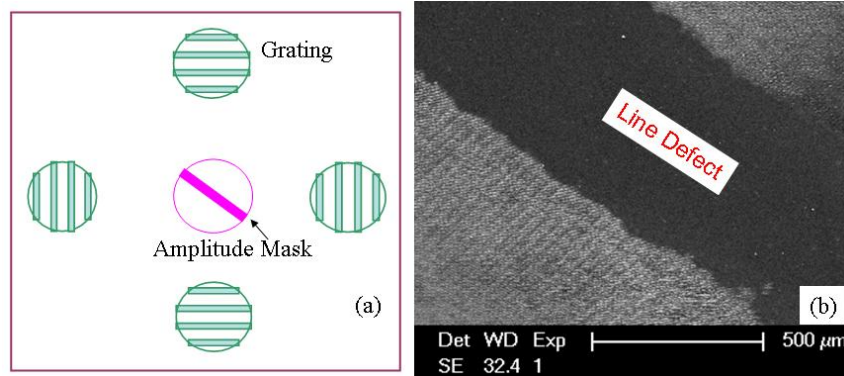 Grating
Amplitude Mask
(a)
Line Defect
(b)
Det WD Exp
500 µm
SE 32.4 1